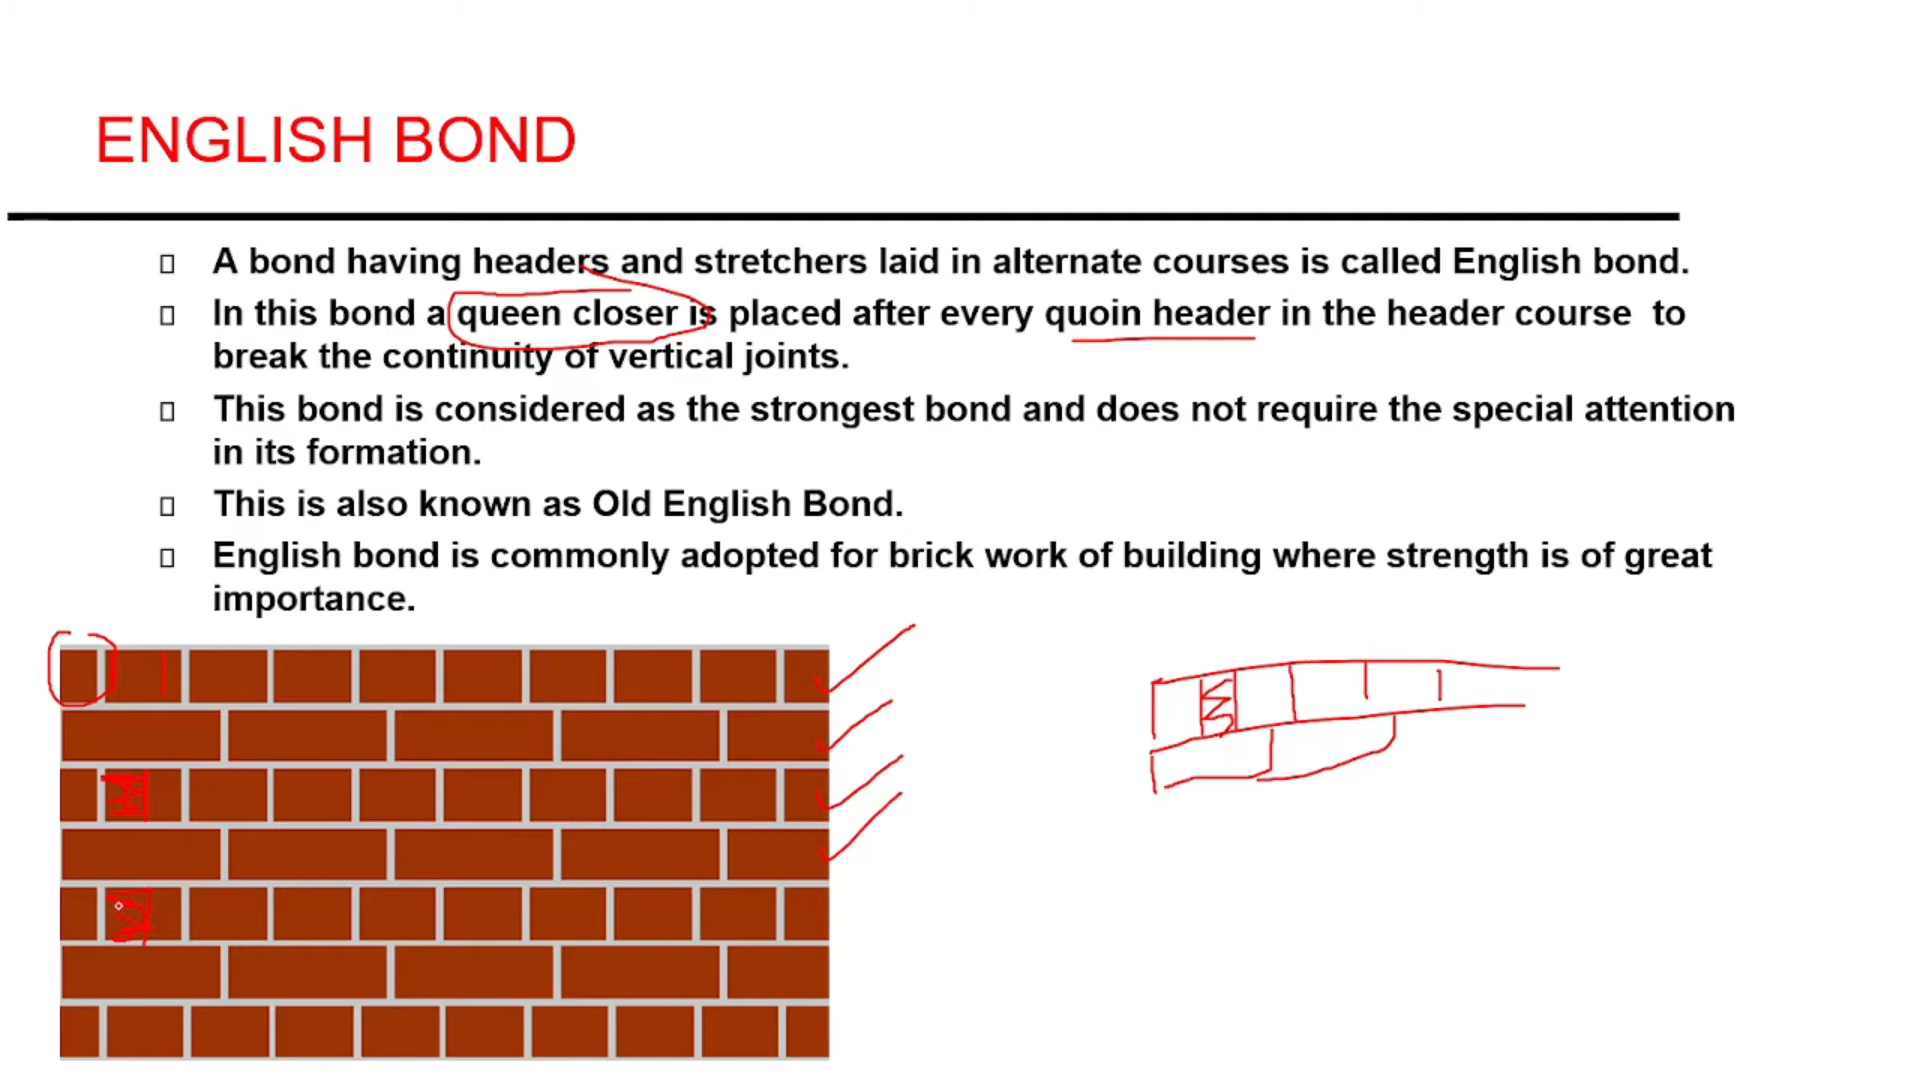 ENGLISH BOND
A bond having headers and stretchers laid in alternate courses is called English bond.
In this bond a queen closer is placed after every quoin header in the header course to
break the continuity of vertical joints.
This bond is considered as the strongest bond and does not require the special attention
in its formation.
This is also known as Old English Bond.
English bond is commonly adopted for brick work of building where strength is of great
importance.